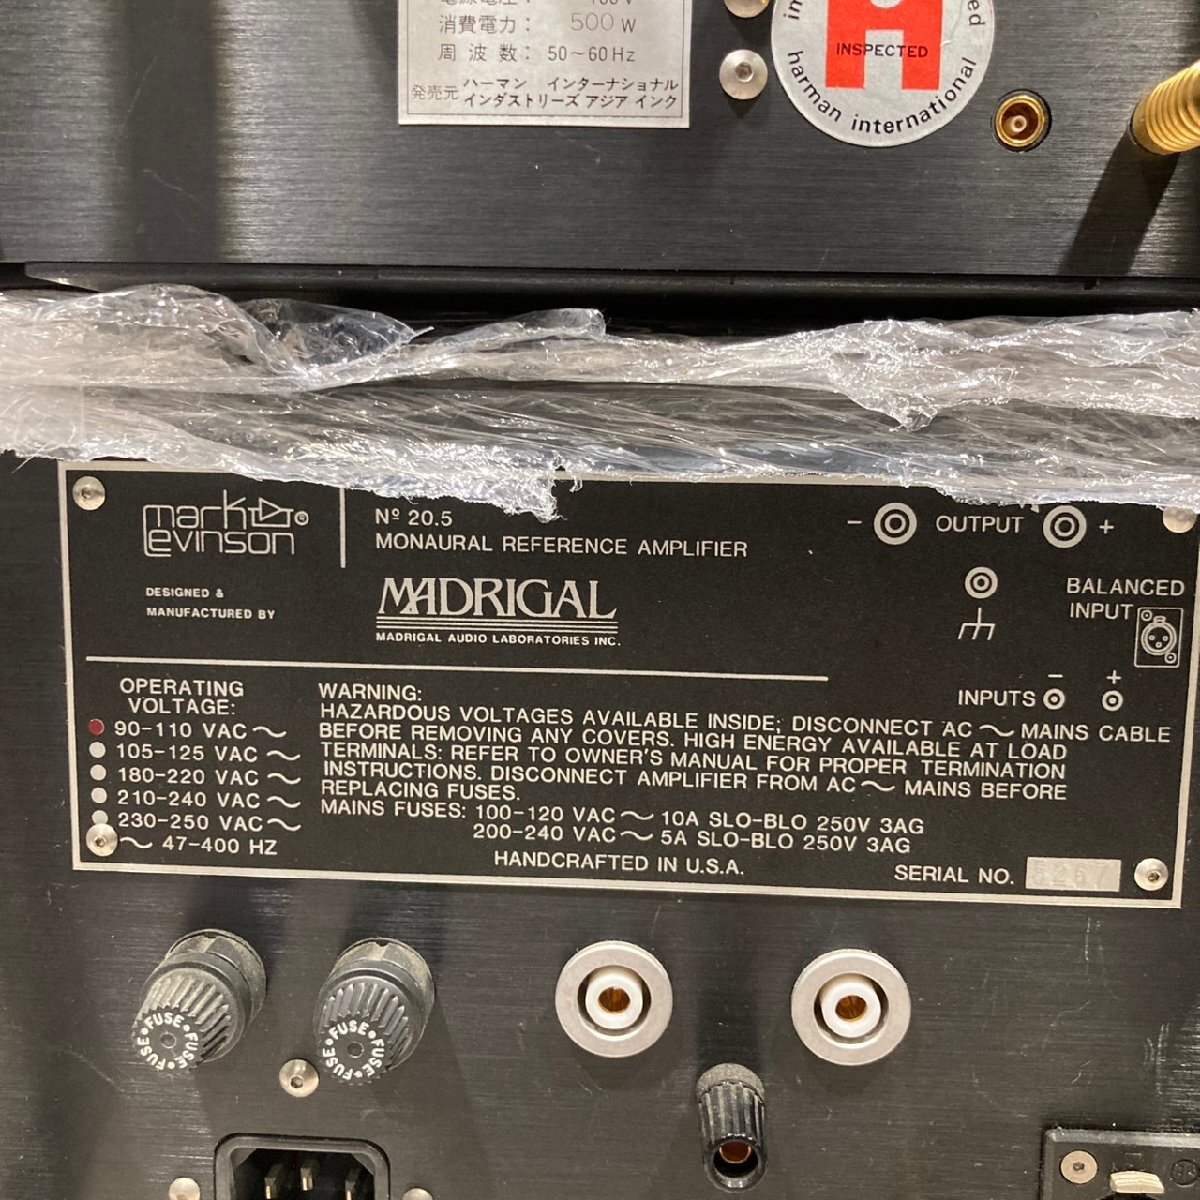 消費電力： 500W
周 波 数： 50～60Hz
発売元 ハーマン インターナショナル
インダストリーズ アジア インク
INSPECTED
harman international
mark levinson
Nº 20.5
MONAURAL REFERENCE AMPLIFIER
DESIGNED &
MANUFACTURED BY
MADRIGAL
MADRIGAL AUDIO LABORATORIES INC.
− OUTPUT +
BALANCED
INPUT
INPUTS − +
OPERATING
VOLTAGE:
90-110 VAC ~
105-125 VAC ~
180-220 VAC ~
210-240 VAC ~
230-250 VAC ~
~ 47-400 HZ
WARNING:
HAZARDOUS VOLTAGES AVAILABLE INSIDE; DISCONNECT AC ~ MAINS CABLE
BEFORE REMOVING ANY COVERS. HIGH ENERGY AVAILABLE AT LOAD
TERMINALS: REFER TO OWNER'S MANUAL FOR PROPER TERMINATION
INSTRUCTIONS. DISCONNECT AMPLIFIER FROM AC ~ MAINS BEFORE
REPLACING FUSES.
MAINS FUSES: 100-120 VAC ~ 10A SLO-BLO 250V 3AG
200-240 VAC ~ 5A SLO-BLO 250V 3AG
HANDCRAFTED IN U.S.A.
SERIAL NO.
FUSE•FUSE•FUSE
FUSE•FUSE•FUSE